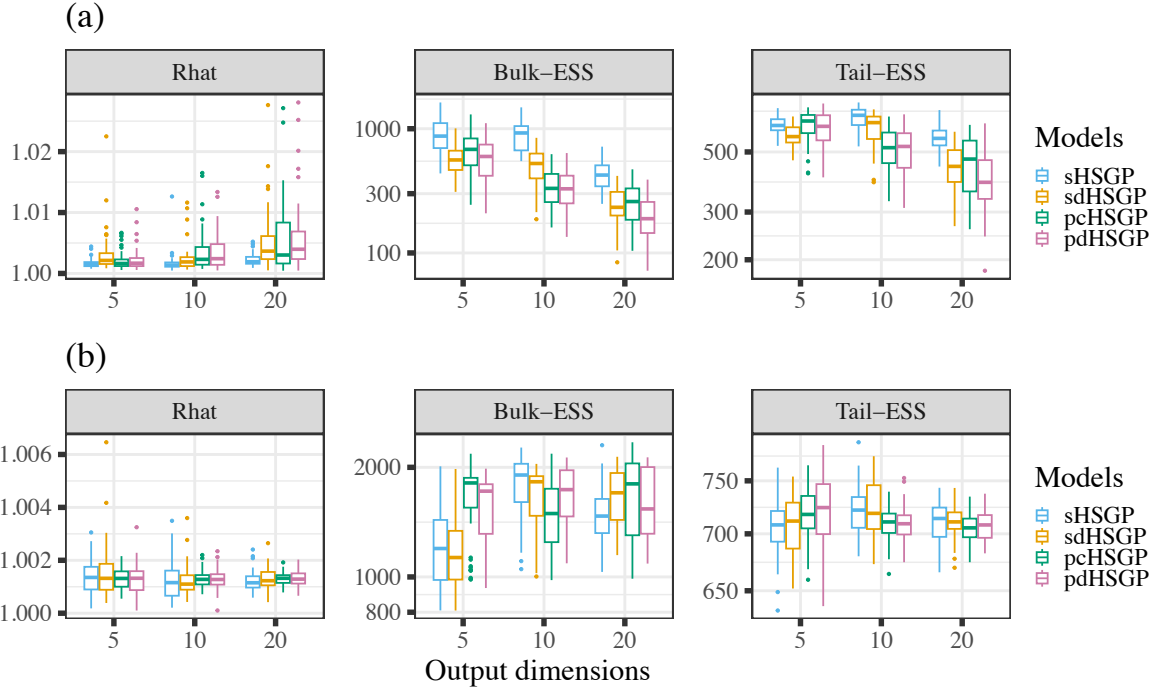 (a)
Rhat
Bulk−ESS
Tail−ESS
1.02
1.01
1.00
1000
300
100
500
300
200
5 10 20
5 10 20
5 10 20
Models
sHSGP
sdHSGP
pcHSGP
pdHSGP
(b)
Rhat
Bulk−ESS
Tail−ESS
1.006
1.004
1.002
1.000
2000
1000
800
750
700
650
5 10 20
5 10 20
5 10 20
Models
sHSGP
sdHSGP
pcHSGP
pdHSGP
Output dimensions